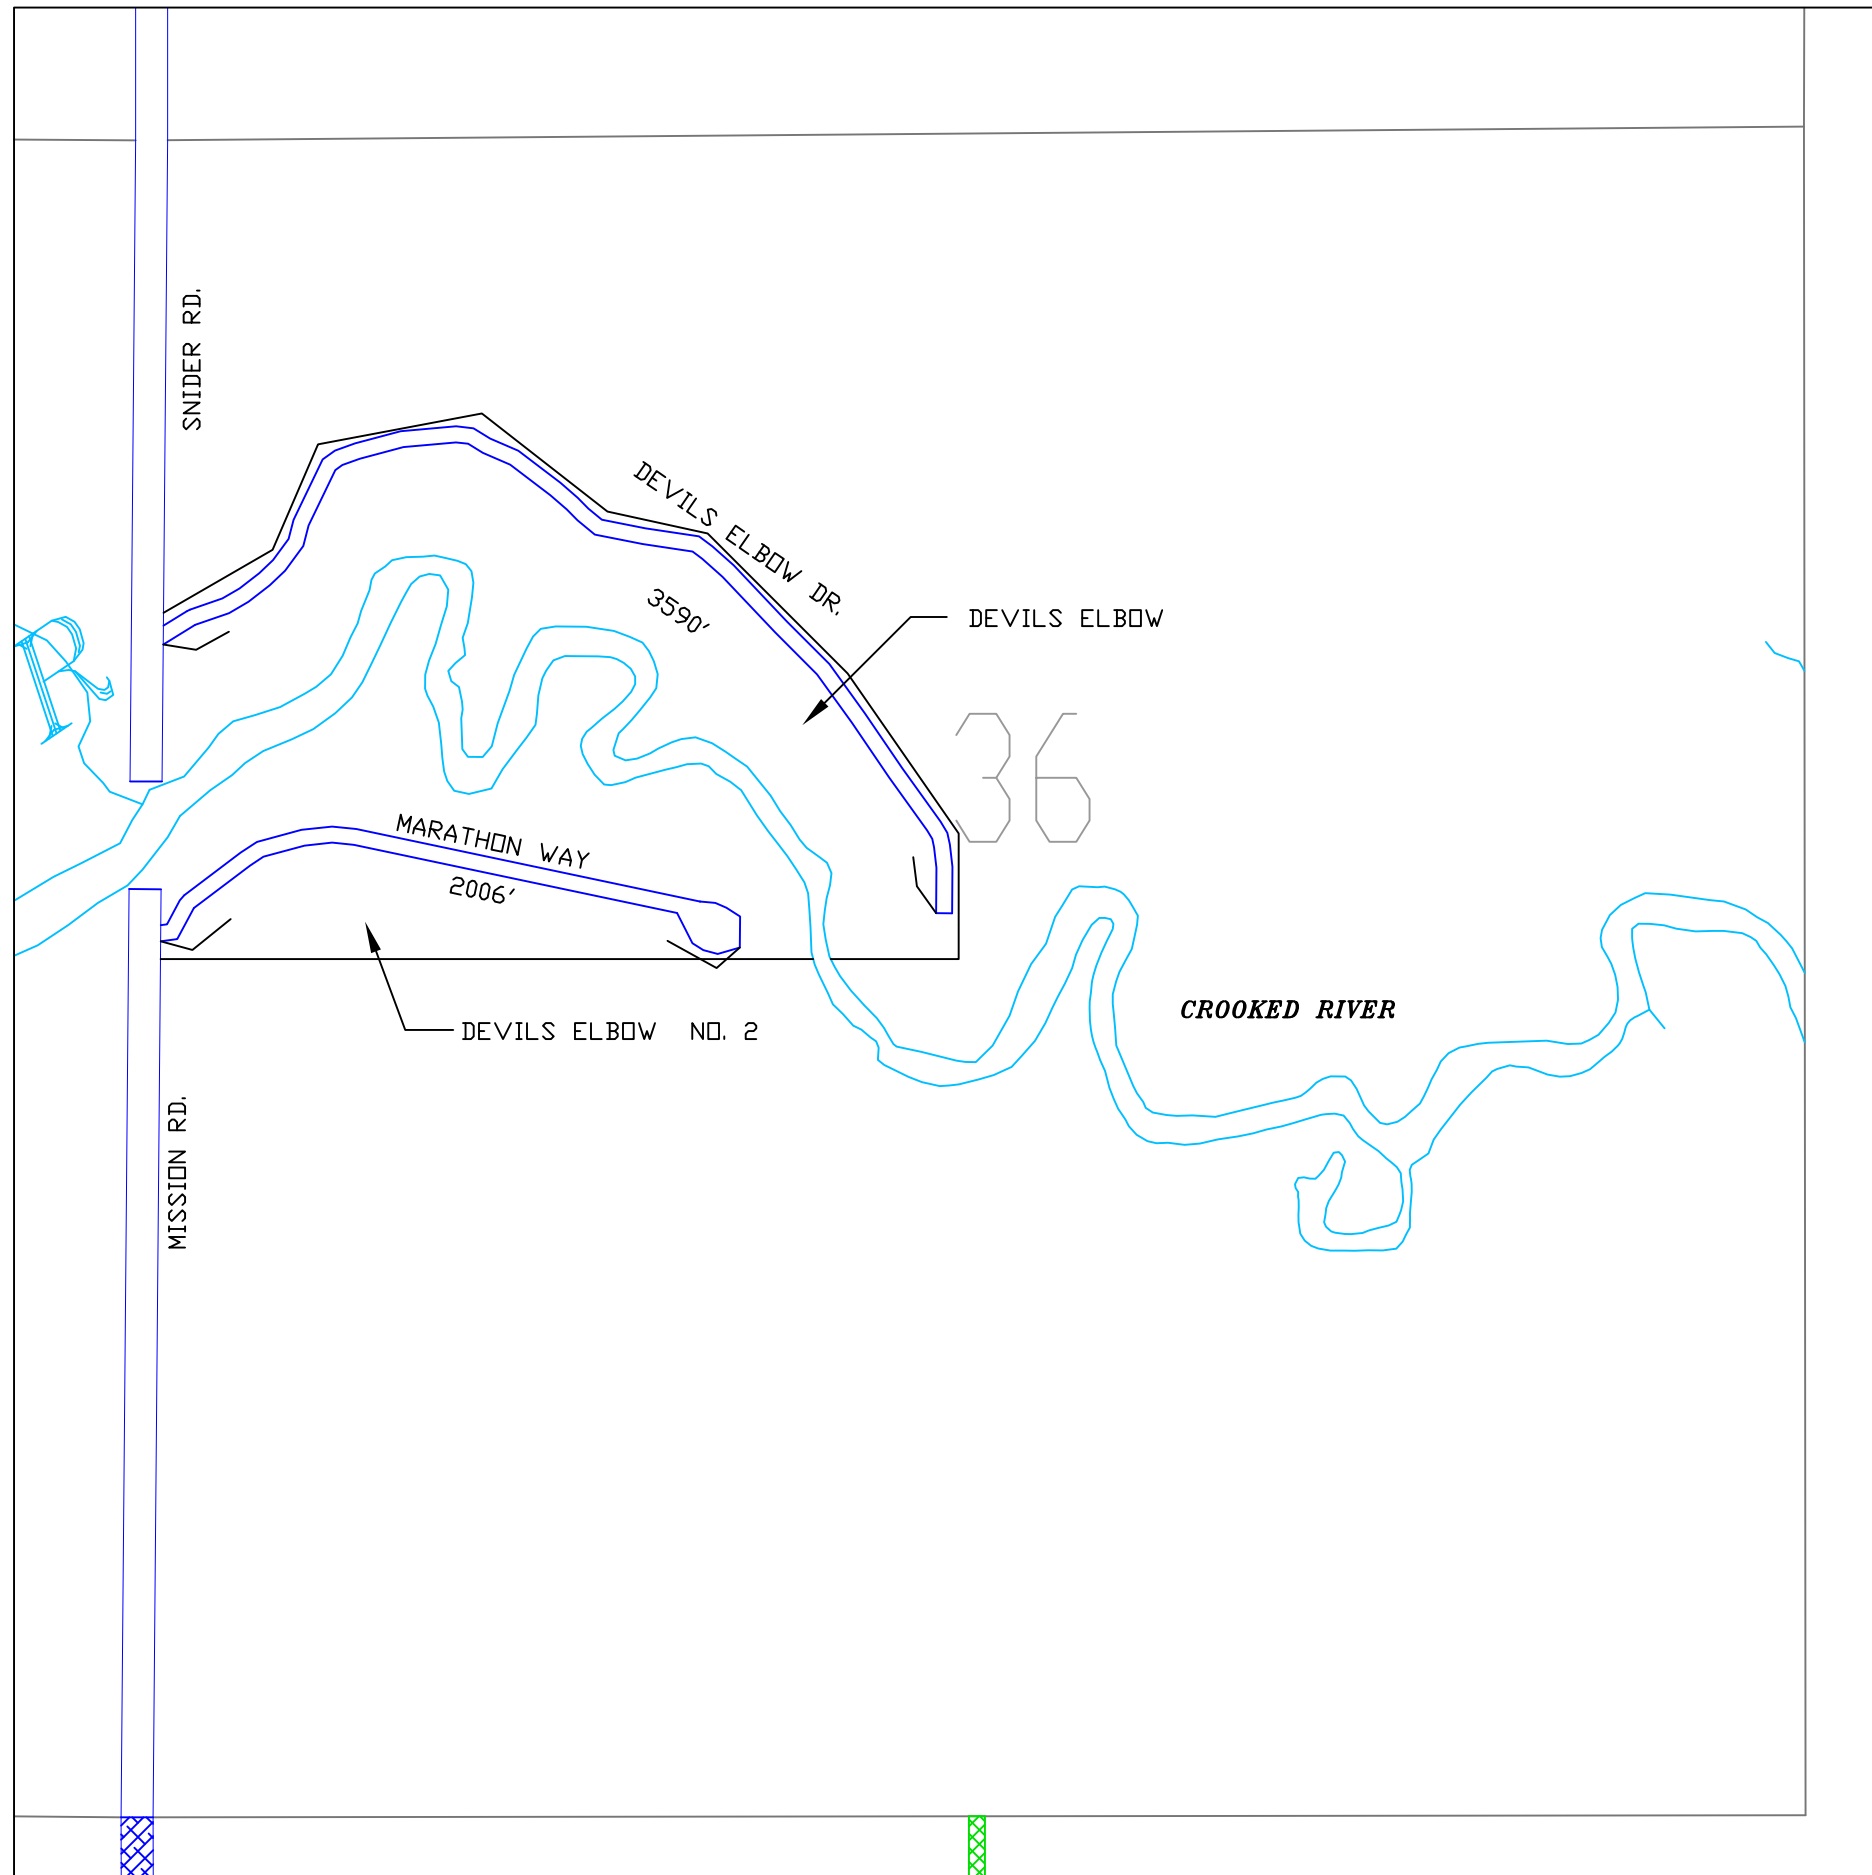 SNIDER RD.
DEVILS ELBOW DR.
3590'
DEVILS ELBOW
R
36
MARATHON WAY
2006'
CROOKED RIVER
DEVILS ELBOW NO. 2
MISSION RD.